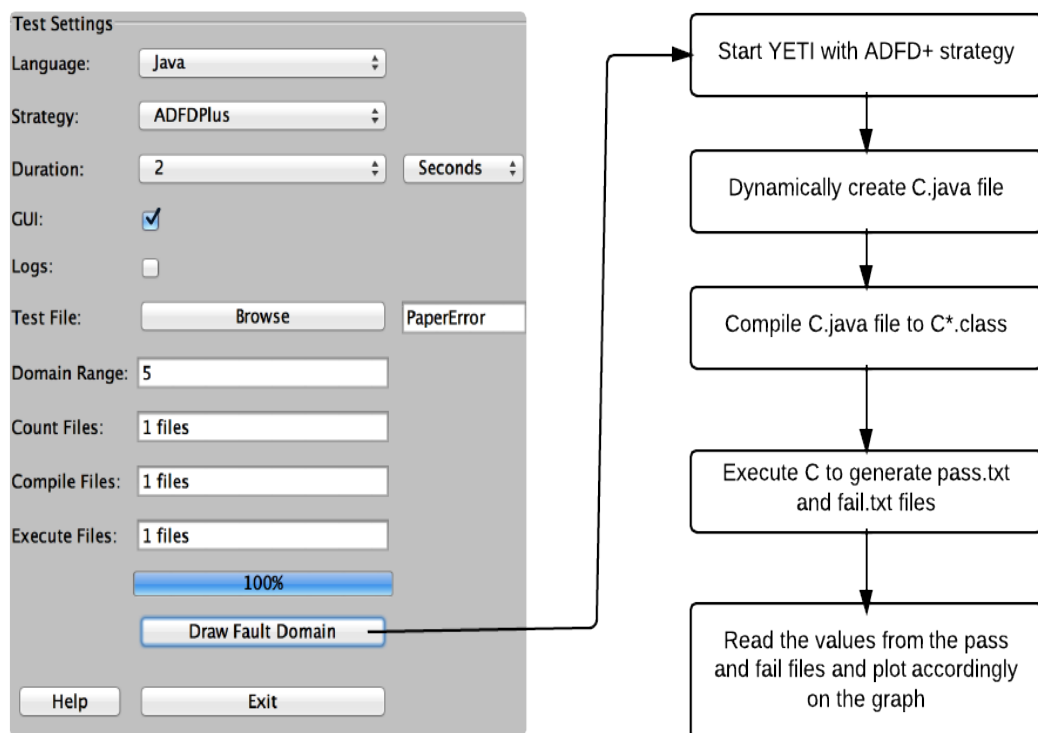 Test Settings
Language: Java
Strategy: ADFDPlus
Duration: 2 Seconds
GUI:
Logs:
Test File: Browse PaperError
Domain Range: 5
Count Files: 1 files
Compile Files: 1 files
Execute Files: 1 files
100%
Draw Fault Domain
Help Exit
Start YETI with ADFD+ strategy
Dynamically create C.java file
Compile C.java file to C*.class
Execute C to generate pass.txt
and fail.txt files
Read the values from the pass
and fail files and plot accordingly
on the graph